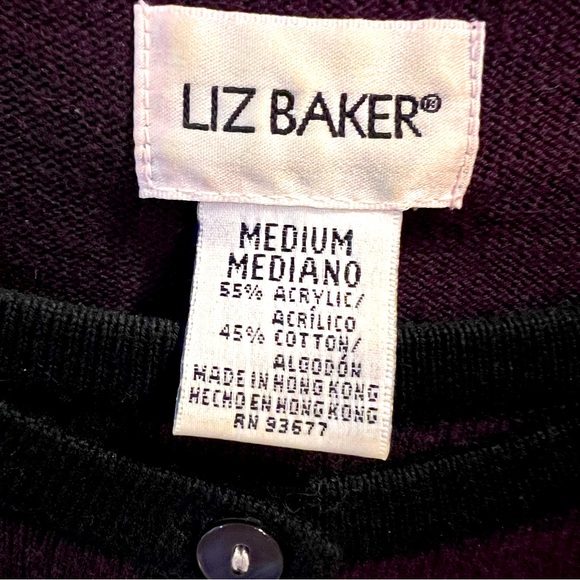 LIZ BAKER®
MEDIUM
MEDIANO
55% ACRYLIC/
ACRÍLICO
45% COTTON/
ALGODÓN
MADE IN HONG KONG
HECHO EN HONG KONG
RN 93677